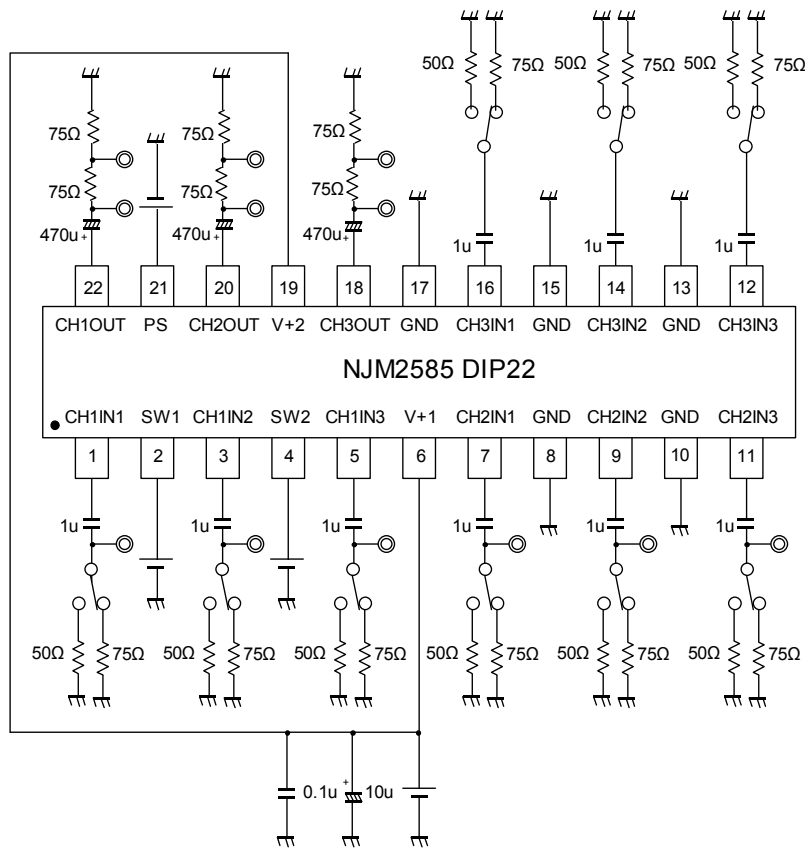 50Ω 75Ω 50Ω 75Ω 50Ω 75Ω
75Ω 75Ω 75Ω
75Ω 75Ω 75Ω
470u + 470u + 470u + 1u 1u 1u
22 21 20 19 18 17 16 15 14 13 12
CH1OUT PS CH2OUT V+2 CH3OUT GND CH3IN1 GND CH3IN2 GND CH3IN3
NJM2585 DIP22
CH1IN1 SW1 CH1IN2 SW2 CH1IN3 V+1 CH2IN1 GND CH2IN2 GND CH2IN3
1 2 3 4 5 6 7 8 9 10 11
1u 1u 1u 1u 1u 1u
50Ω 75Ω 50Ω 75Ω 50Ω 75Ω 50Ω 75Ω 50Ω 75Ω 50Ω 75Ω
0.1u + 10u